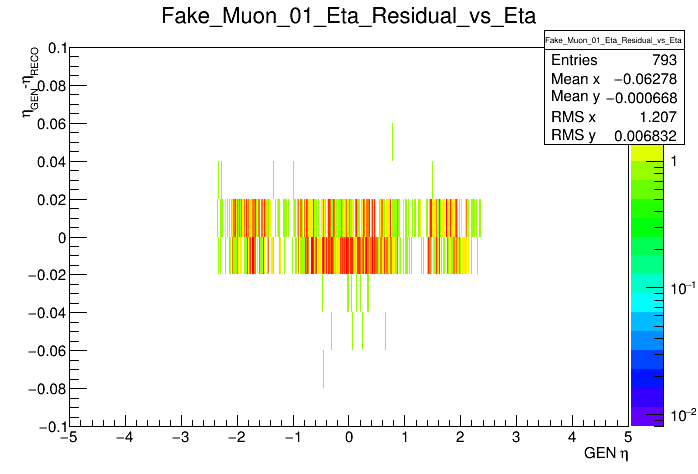 Fake_Muon_01_Eta_Residual_vs_Eta
Fake_Muon_01_Eta_Residual_vs_Eta
Entries 793
Mean x −0.06278
Mean y −0.000668
RMS x 1.207
RMS y 0.006832
η_GEN-η_RECO
0.1
0.08
0.06
0.04
0.02
0
−0.02
−0.04
−0.06
−0.08
−0.1
−5 −4 −3 −2 −1 0 1 2 3 4 5
GEN η
1
10^−1
10^−2